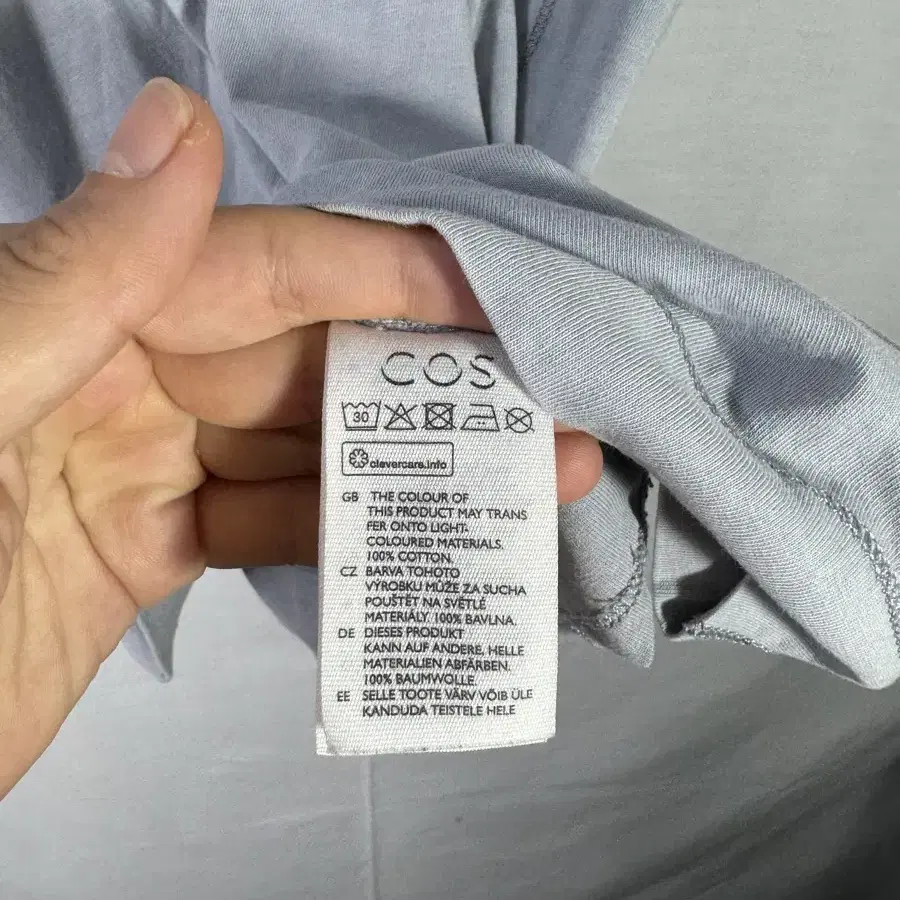 COS
30
clevercare.info
GB THE COLOUR OF
THIS PRODUCT MAY TRANS
FER ONTO LIGHT-
COLOURED MATERIALS.
100% COTTON
CZ BARVA TOHOTO
VÝROBKU MŮŽE ZA SUCHA
POUŠTĚT NA SVĚTLÉ
MATERIÁLY. 100% BAVLNA.
DE DIESES PRODUKT
KANN AUF ANDERE, HELLE
MATERIALIEN ABFÄRBEN.
100% BAUMWOLLE.
EE SELLE TOOTE VÄRV VÕIB ÜLE
KANDUDA TEISTELE HELE